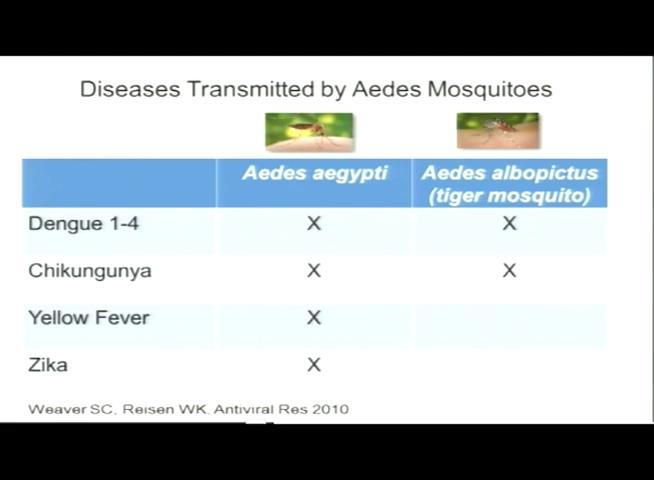 Diseases Transmitted by Aedes Mosquitoes
Aedes aegypti
Aedes albopictus
(tiger mosquito)
Dengue 1-4 X X
Chikungunya X X
Yellow Fever X
Zika X
Weaver SC, Reisen WK. Antiviral Res 2010